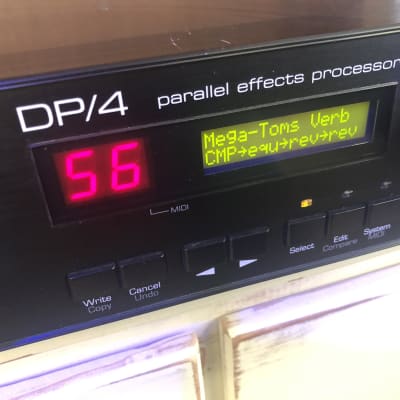 DP/4 parallel effects processor
56
Mega-Toms Verb
CMP→equ→rev→rev
MIDI
Write
Copy
Cancel
Undo
Select
Edit
Compare
System
MIDI